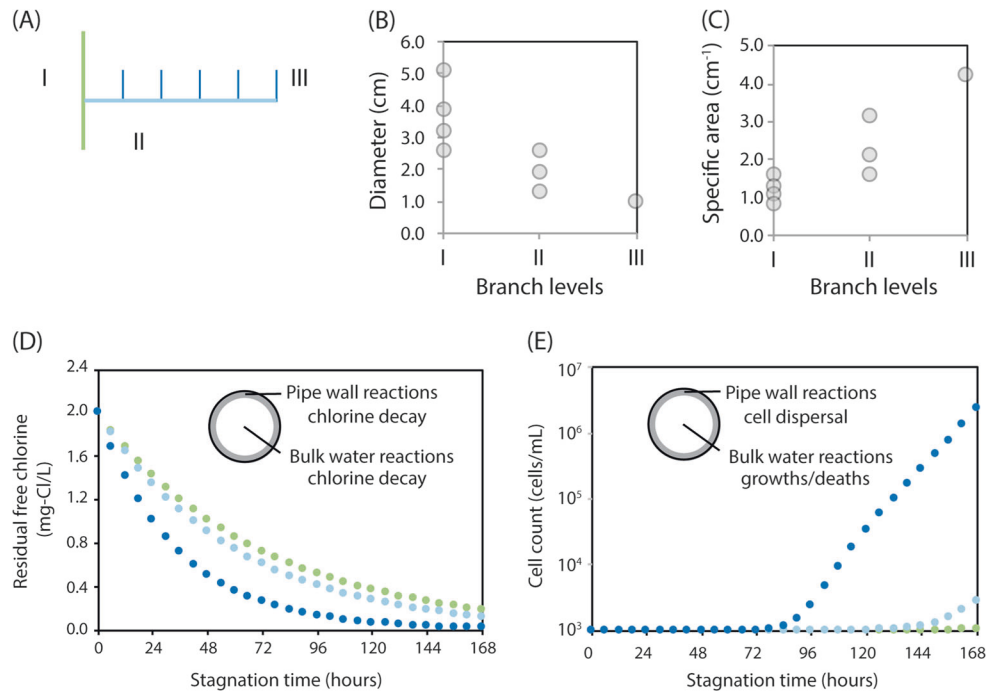 (A)
I
II
III
(B)
Diameter (cm)
6.0
5.0
4.0
3.0
2.0
1.0
0.0
I II III
Branch levels
(C)
Specific area (cm⁻¹)
5.0
4.0
3.0
2.0
1.0
0.0
I II III
Branch levels
(D)
Residual free chlorine
(mg-Cl/L)
2.4
2.0
1.6
1.2
0.8
0.4
0.0
Pipe wall reactions
chlorine decay
Bulk water reactions
chlorine decay
0 24 48 72 96 120 144 168
Stagnation time (hours)
(E)
Cell count (cells/mL)
10⁷
10⁶
10⁵
10⁴
10³
Pipe wall reactions
cell dispersal
Bulk water reactions
growths/deaths
0 24 48 72 96 120 144 168
Stagnation time (hours)